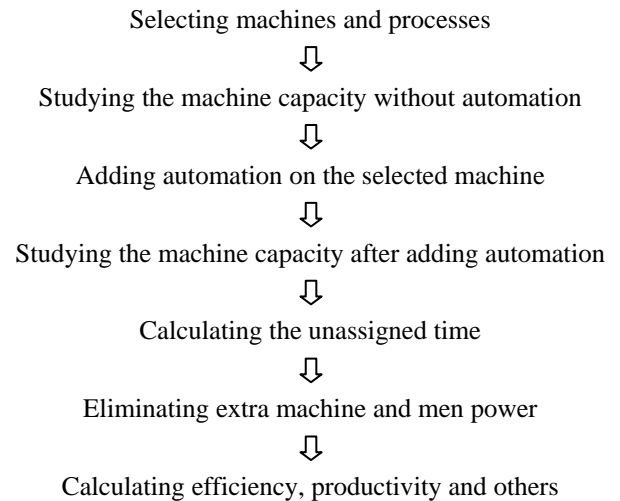 Selecting machines and processes
Studying the machine capacity without automation
Adding automation on the selected machine
Studying the machine capacity after adding automation
Calculating the unassigned time
Eliminating extra machine and men power
Calculating efficiency, productivity and others